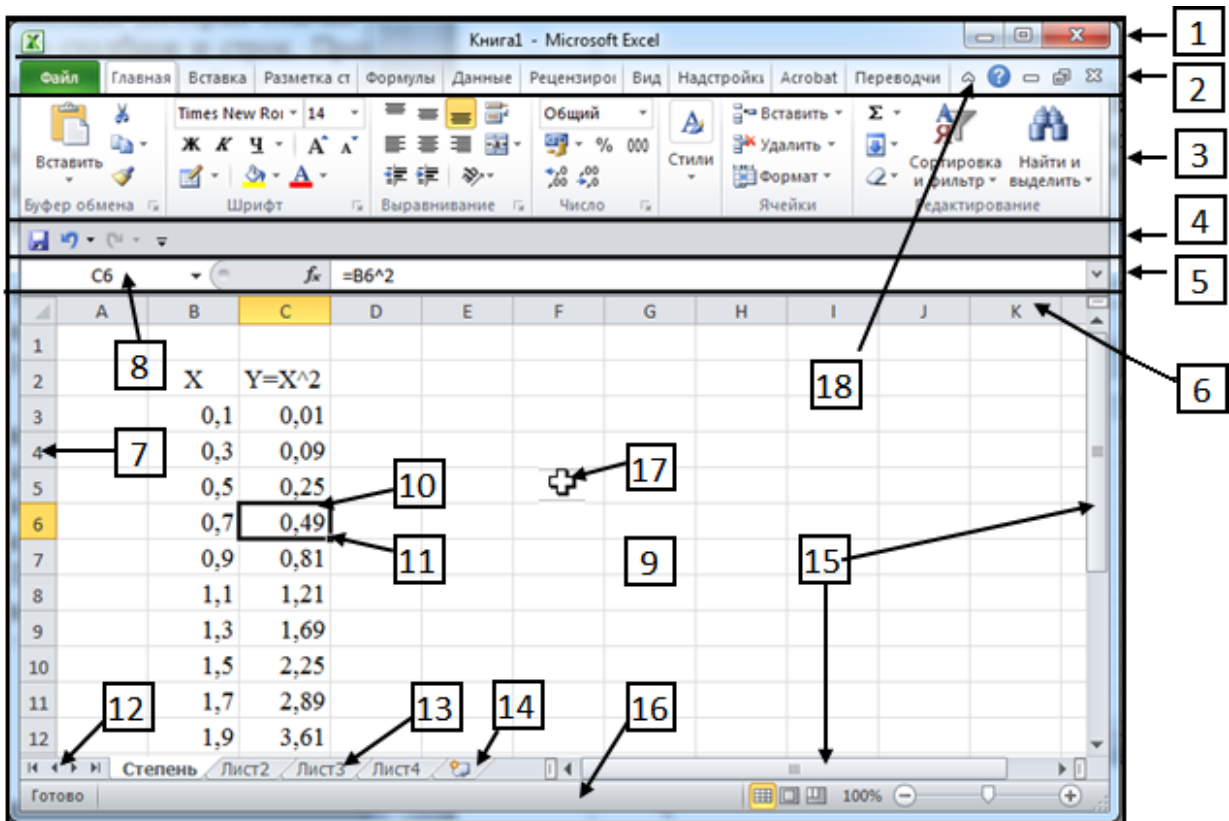 Книга1 - Microsoft Excel
1
Файл Главная Вставка Разметка ст Формулы Данные Рецензирої Вид Надстройкı Acrobat Переводчи
2
Times New Roı 14 Общий Вставить Σ
Ж К Ч A A % 000 Удалить
Вставить Стили Формат Сортировка и фильтр Найти и выделить
3
Буфер обмена Шрифт Выравнивание Число Ячейки Редактирование
4
C6 fx =B6^2
5
A B C D E F G H I J K
1
8 18 6
2 X Y=X^2
3 0,1 0,01
4 7 0,3 0,09
17
5 0,5 0,25 10
6 0,7 0,49
7 0,9 0,81 11 9 15
8 1,1 1,21
9 1,3 1,69
10 1,5 2,25
11 12 1,7 2,89 13 14 16
12 1,9 3,61
Степень Лист2 Лист3 Лист4
Готово 100%